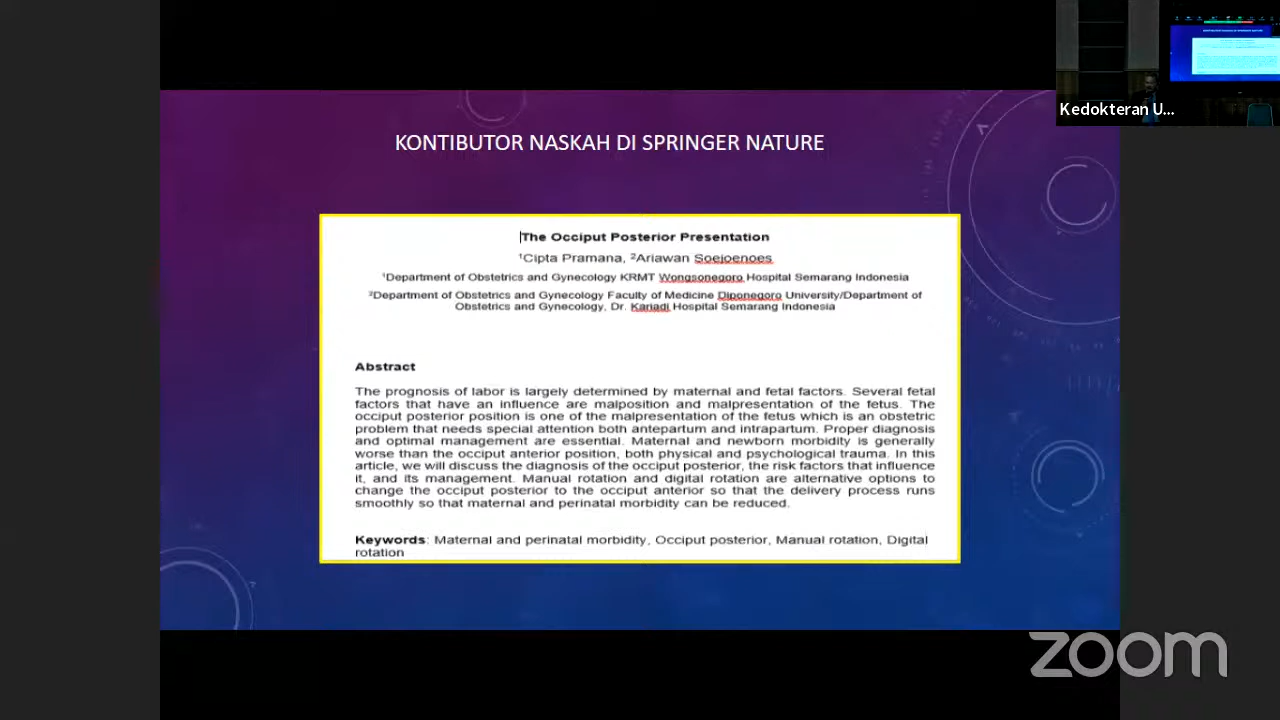 KONTIBUTOR NASKAH DI SPRINGER NATURE
The Occiput Posterior Presentation
¹Cipta Pramana, ²Ariawan Soejoenoes
¹Department of Obstetrics and Gynecology KRMT Wongsonegoro Hospital Semarang Indonesia
²Department of Obstetrics and Gynecology Faculty of Medicine Diponegoro University/Department of
Obstetrics and Gynecology, Dr. Kariadi Hospital Semarang Indonesia
Abstract
The prognosis of labor is largely determined by maternal and fetal factors. Several fetal
factors that have an influence are malposition and malpresentation of the fetus. The
occiput posterior position is one of the malpresentation of the fetus which is an obstetric
problem that needs special attention both antepartum and intrapartum. Proper diagnosis
and optimal management are essential. Maternal and newborn morbidity is generally
worse than the occiput anterior position, both physical and psychological trauma. In this
article, we will discuss the diagnosis of the occiput posterior, the risk factors that influence
it, and its management. Manual rotation and digital rotation are alternative options to
change the occiput posterior to the occiput anterior so that the delivery process runs
smoothly so that maternal and perinatal morbidity can be reduced.
Keywords: Maternal and perinatal morbidity, Occiput posterior, Manual rotation, Digital
rotation
Kedokteran U...
zoom